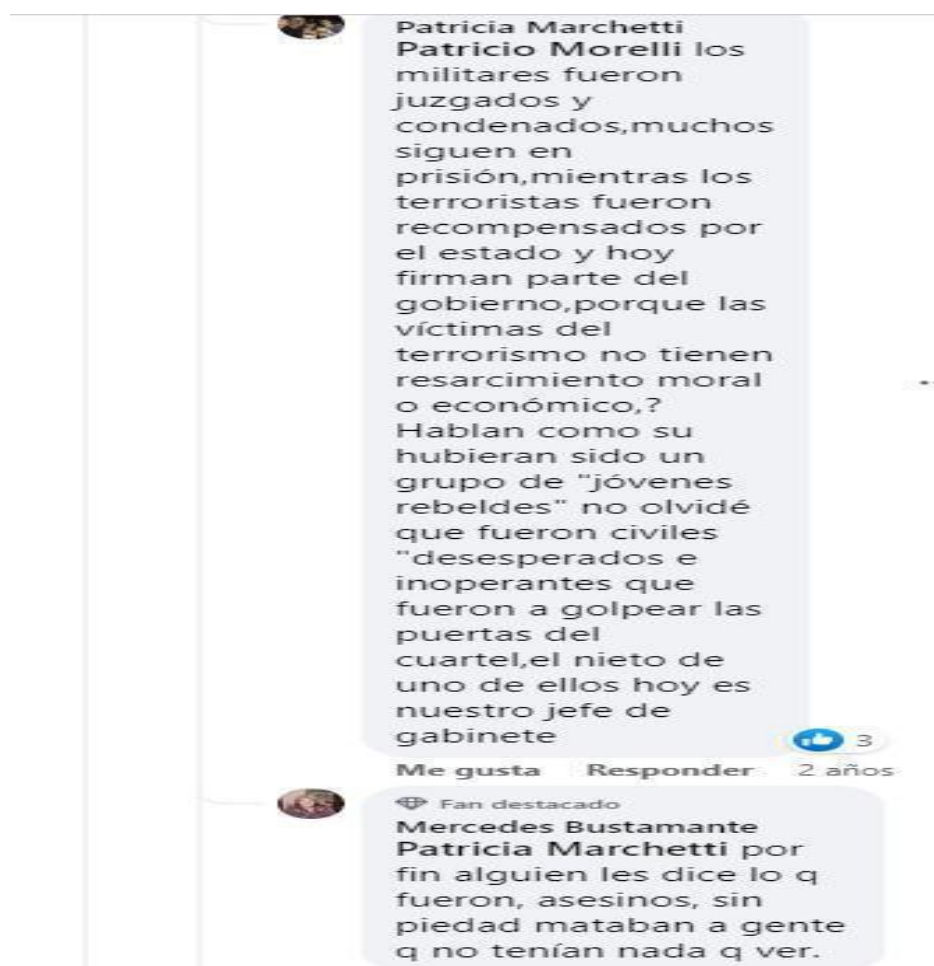 Patricia Marchetti
Patricio Morelli los
militares fueron
juzgados y
condenados,muchos
siguen en
prisión,mientras los
terroristas fueron
recompensados por
el estado y hoy
firman parte del
gobierno,porque las
víctimas del
terrorismo no tienen
resarcimiento moral
o económico,?
Hablan como su
hubieran sido un
grupo de "jóvenes
rebeldes" no olvidé
que fueron civiles
"desesperados e
inoperantes que
fueron a golpear las
puertas del
cuartel,el nieto de
uno de ellos hoy es
nuestro jefe de
gabinete
3
Me gusta Responder 2 años
Fan destacado
Mercedes Bustamante
Patricia Marchetti por
fin alguien les dice lo q
fueron, asesinos, sin
piedad mataban a gente
q no tenían nada q ver.